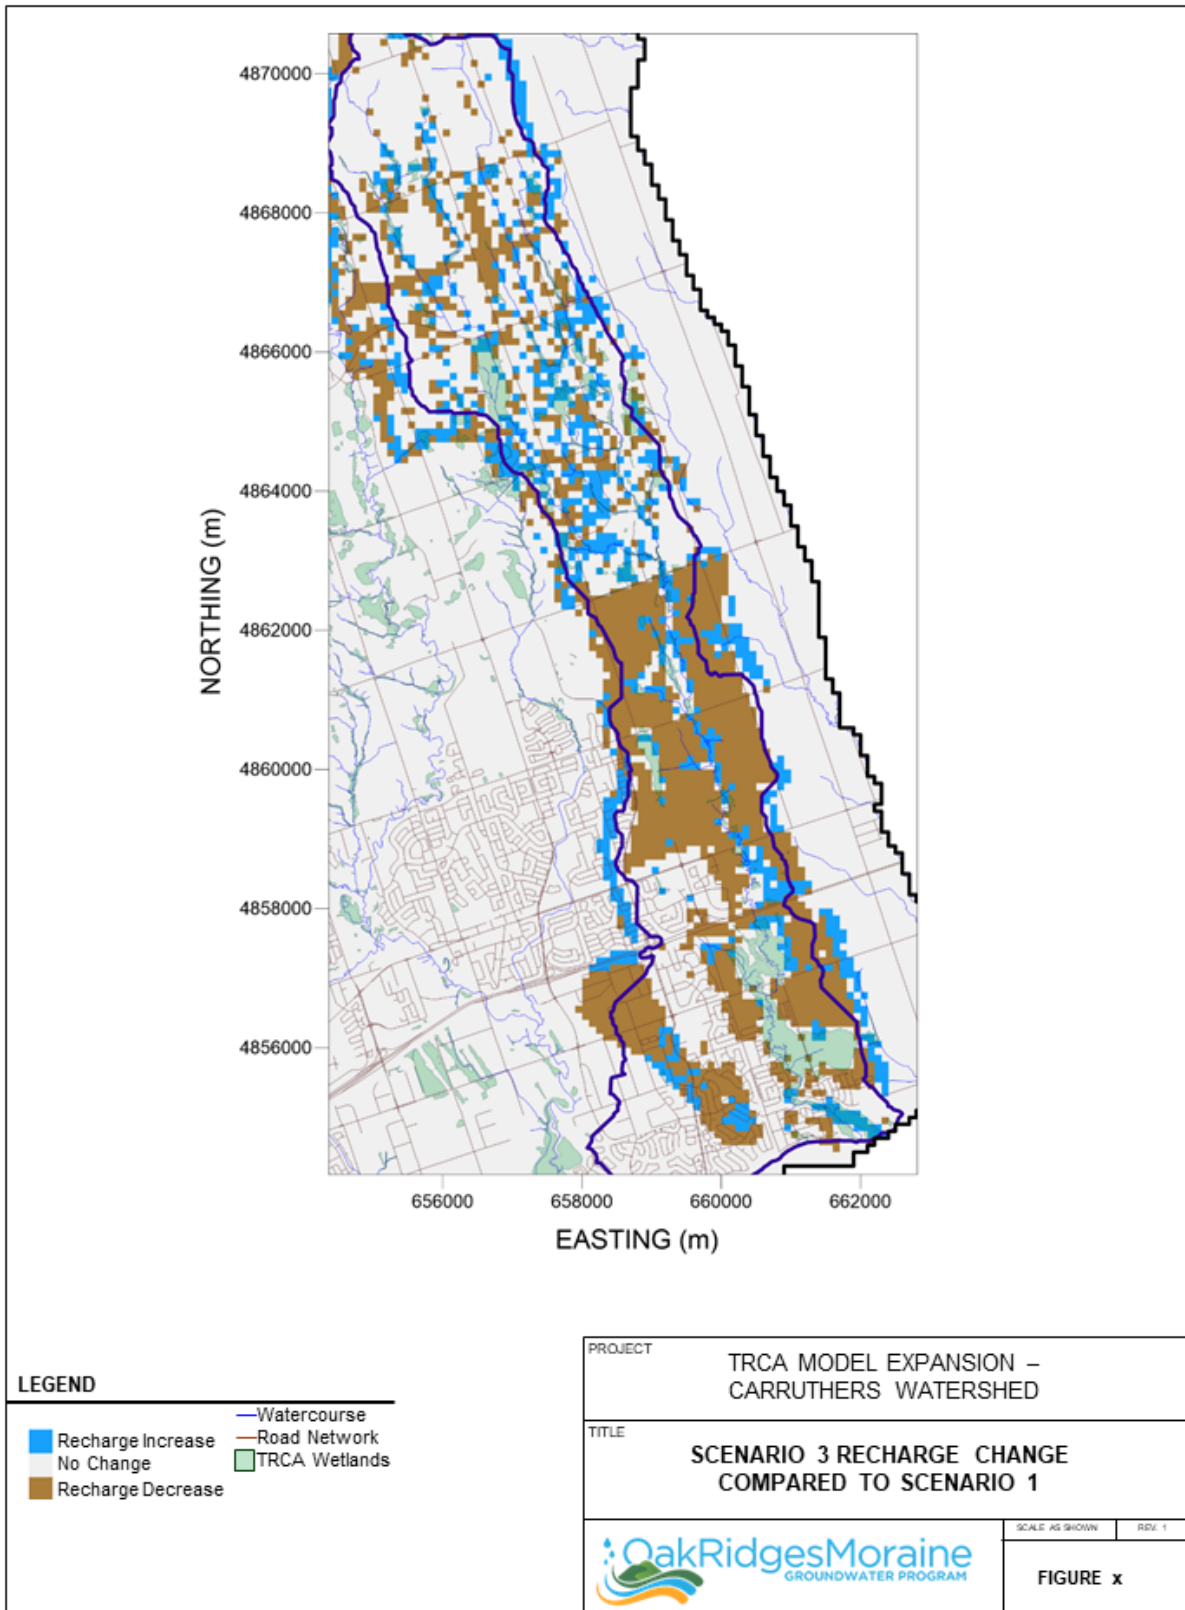 4870000
4868000
4866000
4864000
4862000
4860000
4858000
4856000
NORTHING (m)
656000 658000 660000 662000
EASTING (m)
LEGEND
Recharge Increase
No Change
Recharge Decrease
Watercourse
Road Network
TRCA Wetlands
PROJECT
TRCA MODEL EXPANSION –
CARRUTHERS WATERSHED
TITLE
SCENARIO 3 RECHARGE CHANGE
COMPARED TO SCENARIO 1
OakRidgesMoraine
GROUNDWATER PROGRAM
SCALE AS SHOWN
REV. 1
FIGURE x